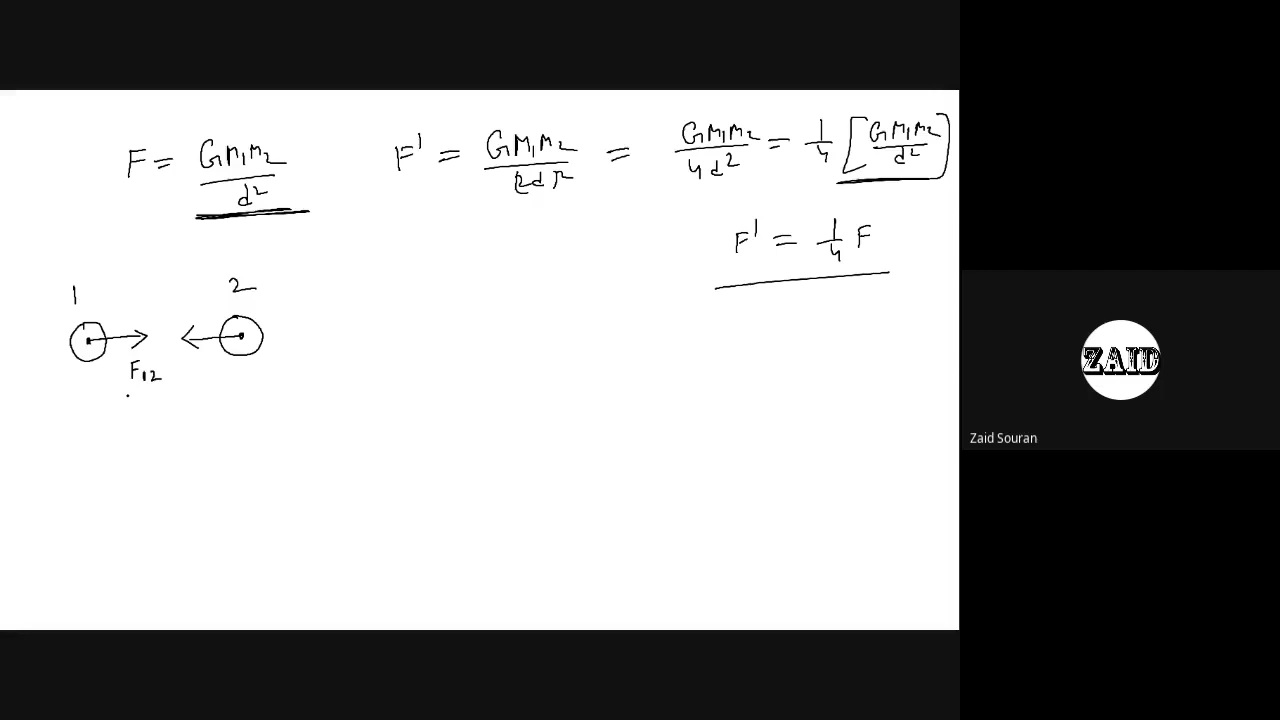 F = GM₁M₂/d² F' = GM₁M₂/(2d)² = GM₁M₂/4d² = 1/4 [GM₁M₂/d²]
F' = 1/4 F
1 2
F₁₂
ZAID
Zaid Souran